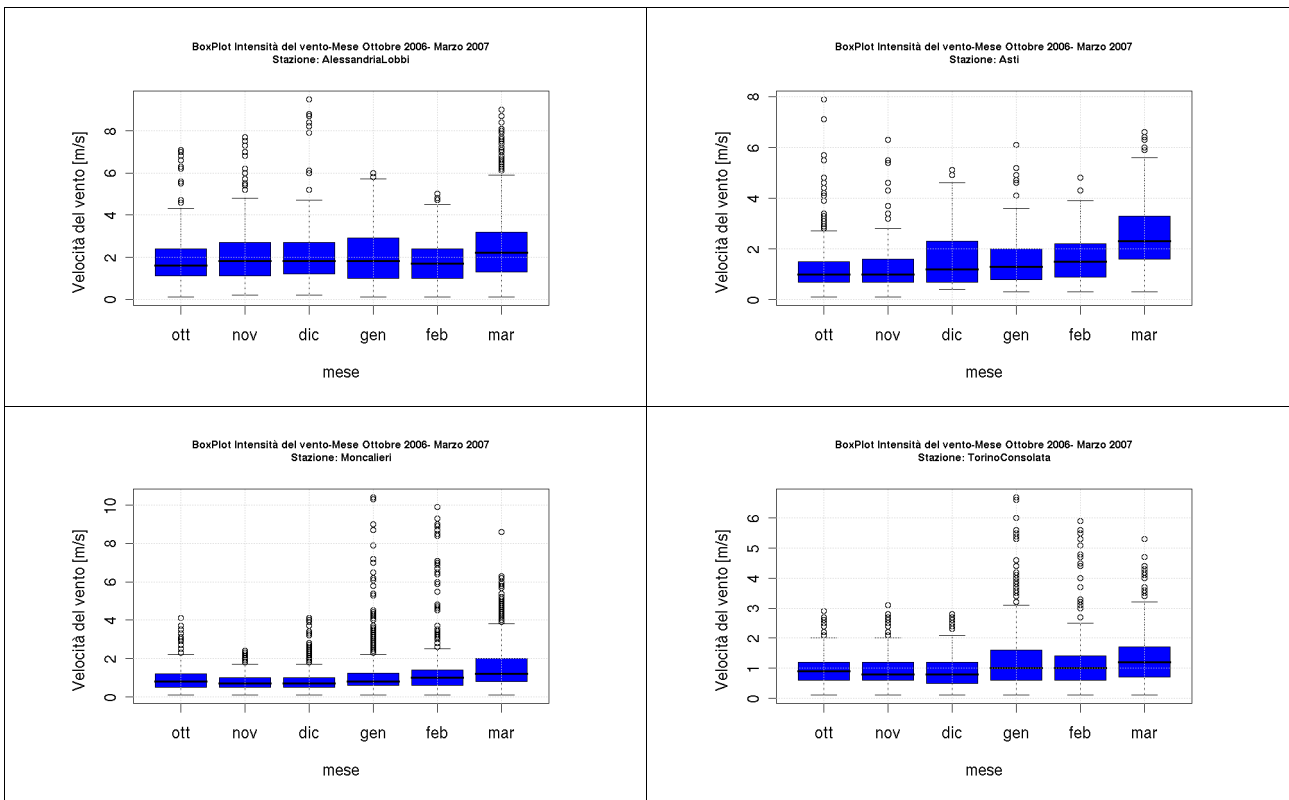 BoxPlot Intensità del vento-Mese Ottobre 2006- Marzo 2007
Stazione: AlessandriaLobbi
Velocità del vento [m/s]
8
6
4
2
0
ott nov dic gen feb mar
mese
BoxPlot Intensità del vento-Mese Ottobre 2006- Marzo 2007
Stazione: Asti
Velocità del vento [m/s]
8
6
4
2
0
ott nov dic gen feb mar
mese
BoxPlot Intensità del vento-Mese Ottobre 2006- Marzo 2007
Stazione: Moncalieri
Velocità del vento [m/s]
10
8
6
4
2
0
ott nov dic gen feb mar
mese
BoxPlot Intensità del vento-Mese Ottobre 2006- Marzo 2007
Stazione: TorinoConsolata
Velocità del vento [m/s]
6
5
4
3
2
1
0
ott nov dic gen feb mar
mese